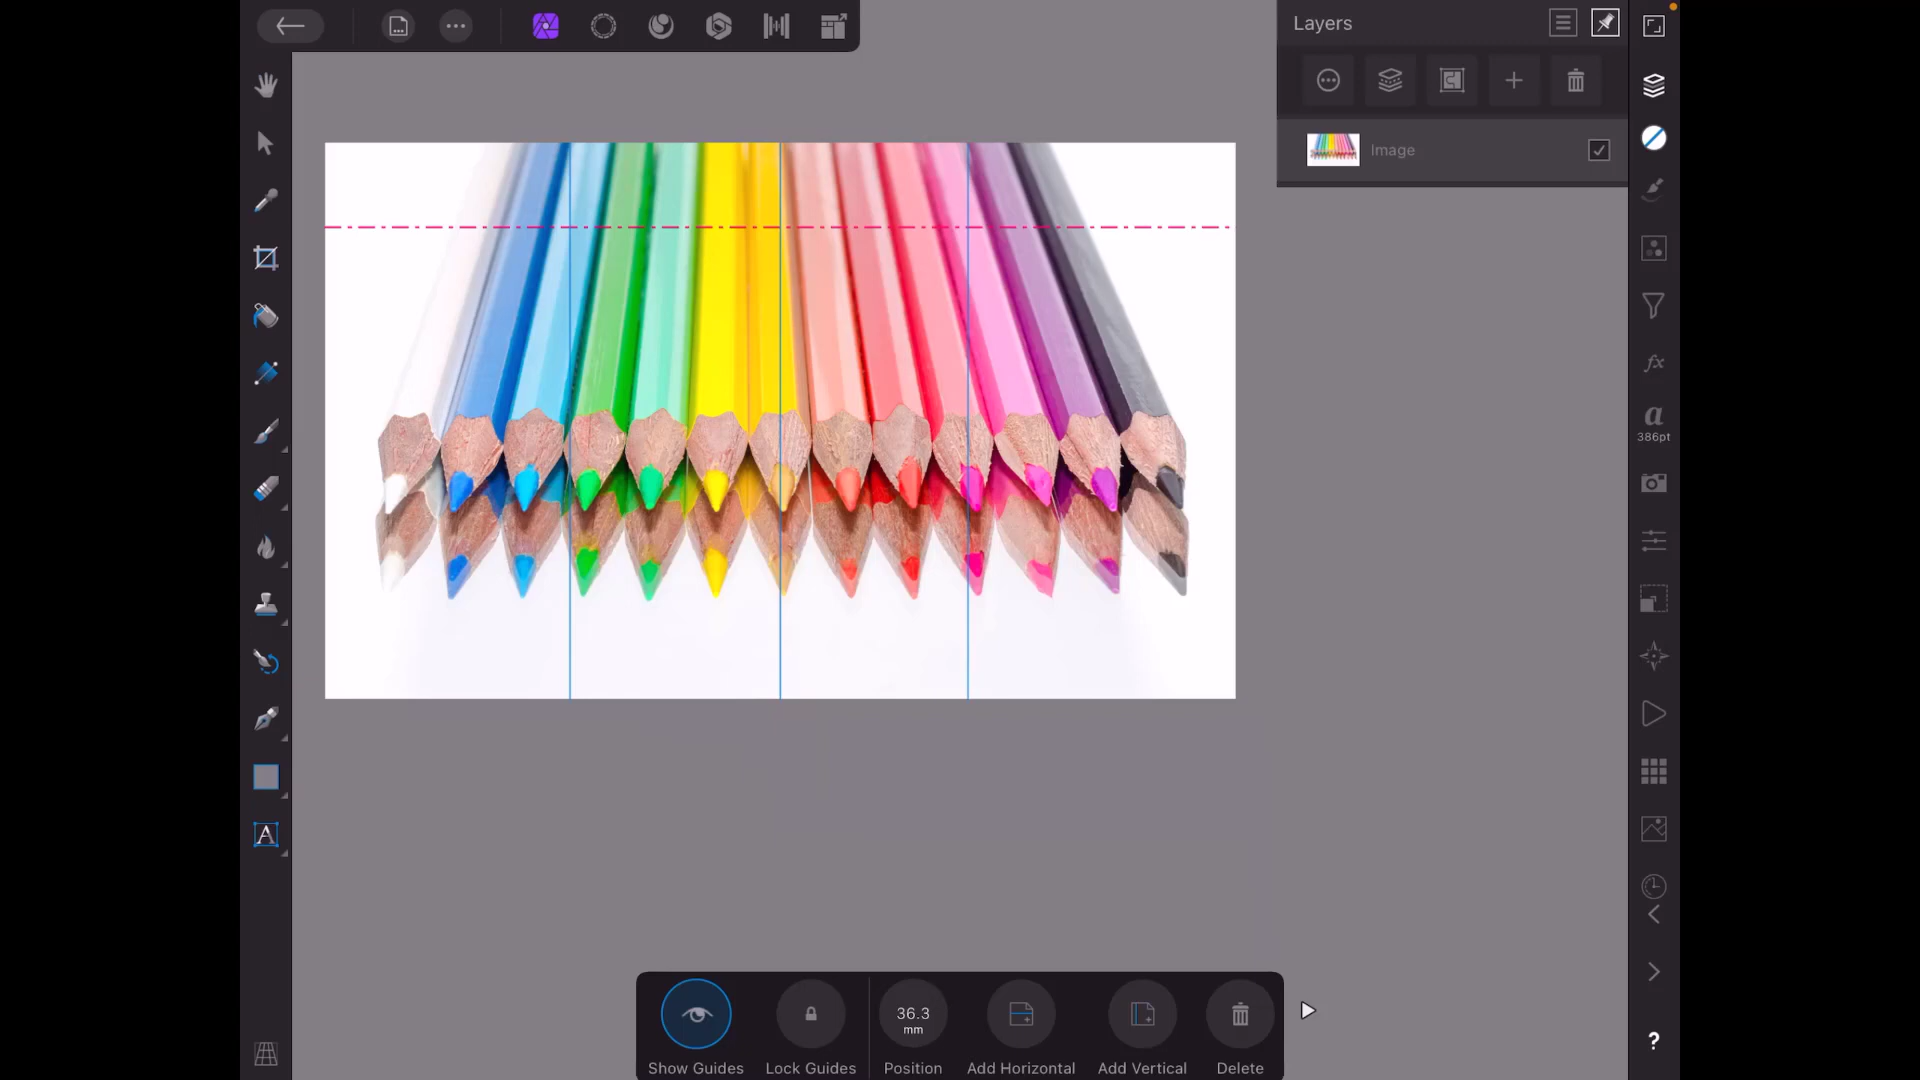 Layers
Image
a
386pt
A
?
36.3
mm
Show Guides
Lock Guides
Position
Add Horizontal
Add Vertical
Delete